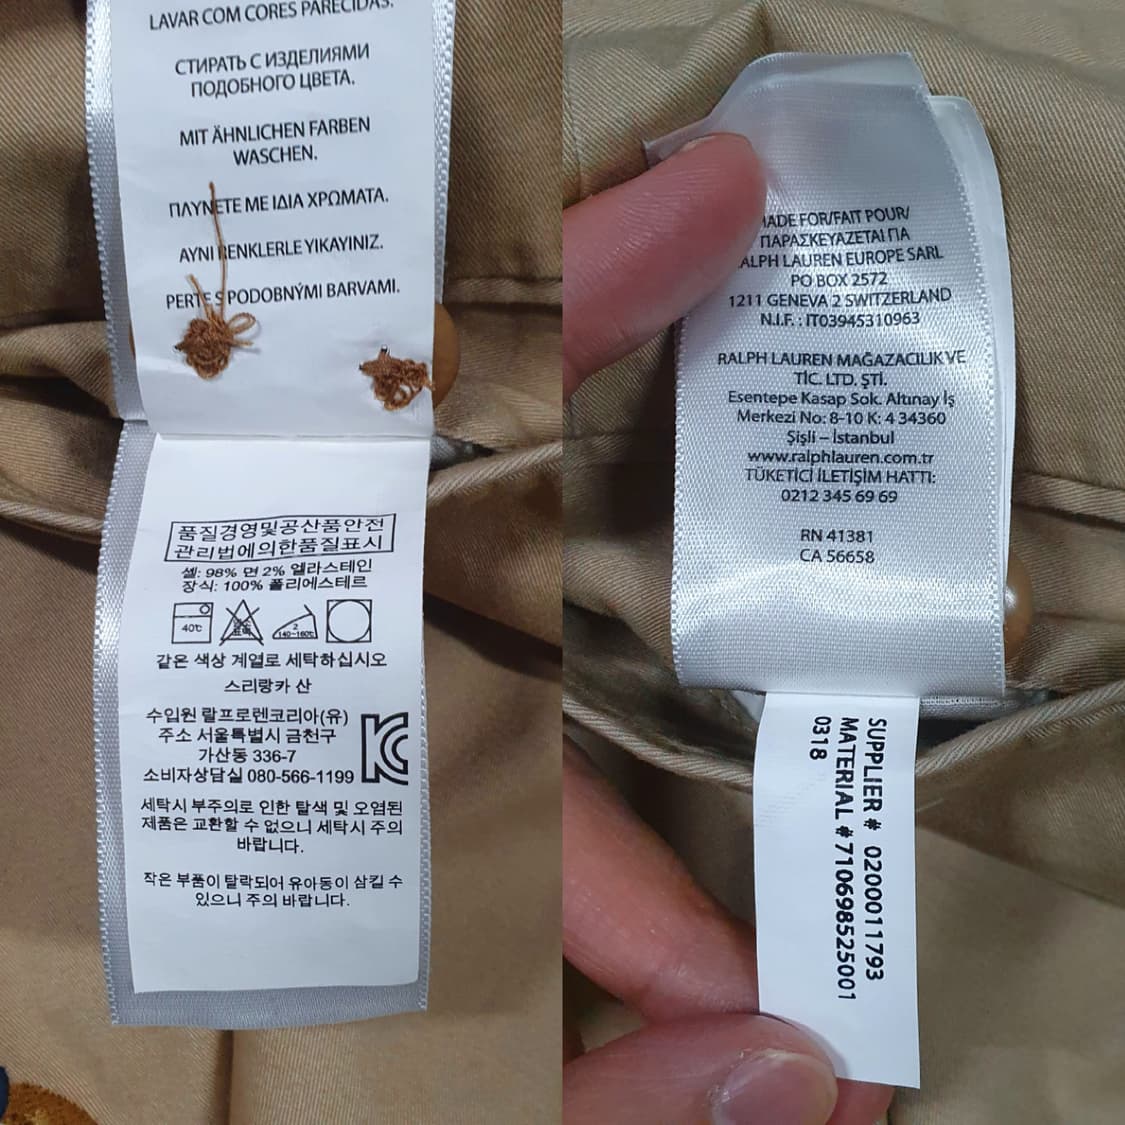 LAVAR COM CORES PARECIDAS.
СТИРАТЬ С ИЗДЕЛИЯМИ
ПОДОБНОГО ЦВЕТА.
MIT ÄHNLICHEN FARBEN
WASCHEN.
ΠΛΥΝΕΤΕ ΜΕ ΙΔΙΑ ΧΡΩΜΑΤΑ.
AYNI RENKLERLE YIKAYINIZ.
PERTE S PODOBNÝMI BARVAMI.
품질경영및공산품안전
관리법에의한품질표시
셸: 98% 면 2% 엘라스테인
장식: 100% 폴리에스테르
40℃
표백
2
140~160℃
같은 색상 계열로 세탁하십시오
스리랑카 산
수입원 랄프로렌코리아(유)
주소 서울특별시 금천구
가산동 336-7
소비자상담실 080-566-1199
KC
세탁시 부주의로 인한 탈색 및 오염된
제품은 교환할 수 없으니 세탁시 주의
바랍니다.
작은 부품이 탈락되어 유아동이 삼킬 수
있으니 주의 바랍니다.
MADE FOR/FAIT POUR/
ΠΑΡΑΣΚΕΥΑΖΕΤΑΙ ΓΙΑ
RALPH LAUREN EUROPE SARL
PO BOX 2572
1211 GENEVA 2 SWITZERLAND
N.I.F. : IT03945310963
RALPH LAUREN MAĞAZACILIK VE
TİC. LTD. ŞTİ.
Esentepe Kasap Sok. Altınay İş
Merkezi No: 8-10 K: 4 34360
Şişli – İstanbul
www.ralphlauren.com.tr
TÜKETİCİ İLETİŞİM HATTI:
0212 345 69 69
RN 41381
CA 56658
SUPPLIER # 0200011793
MATERIAL # 710698525001
0318